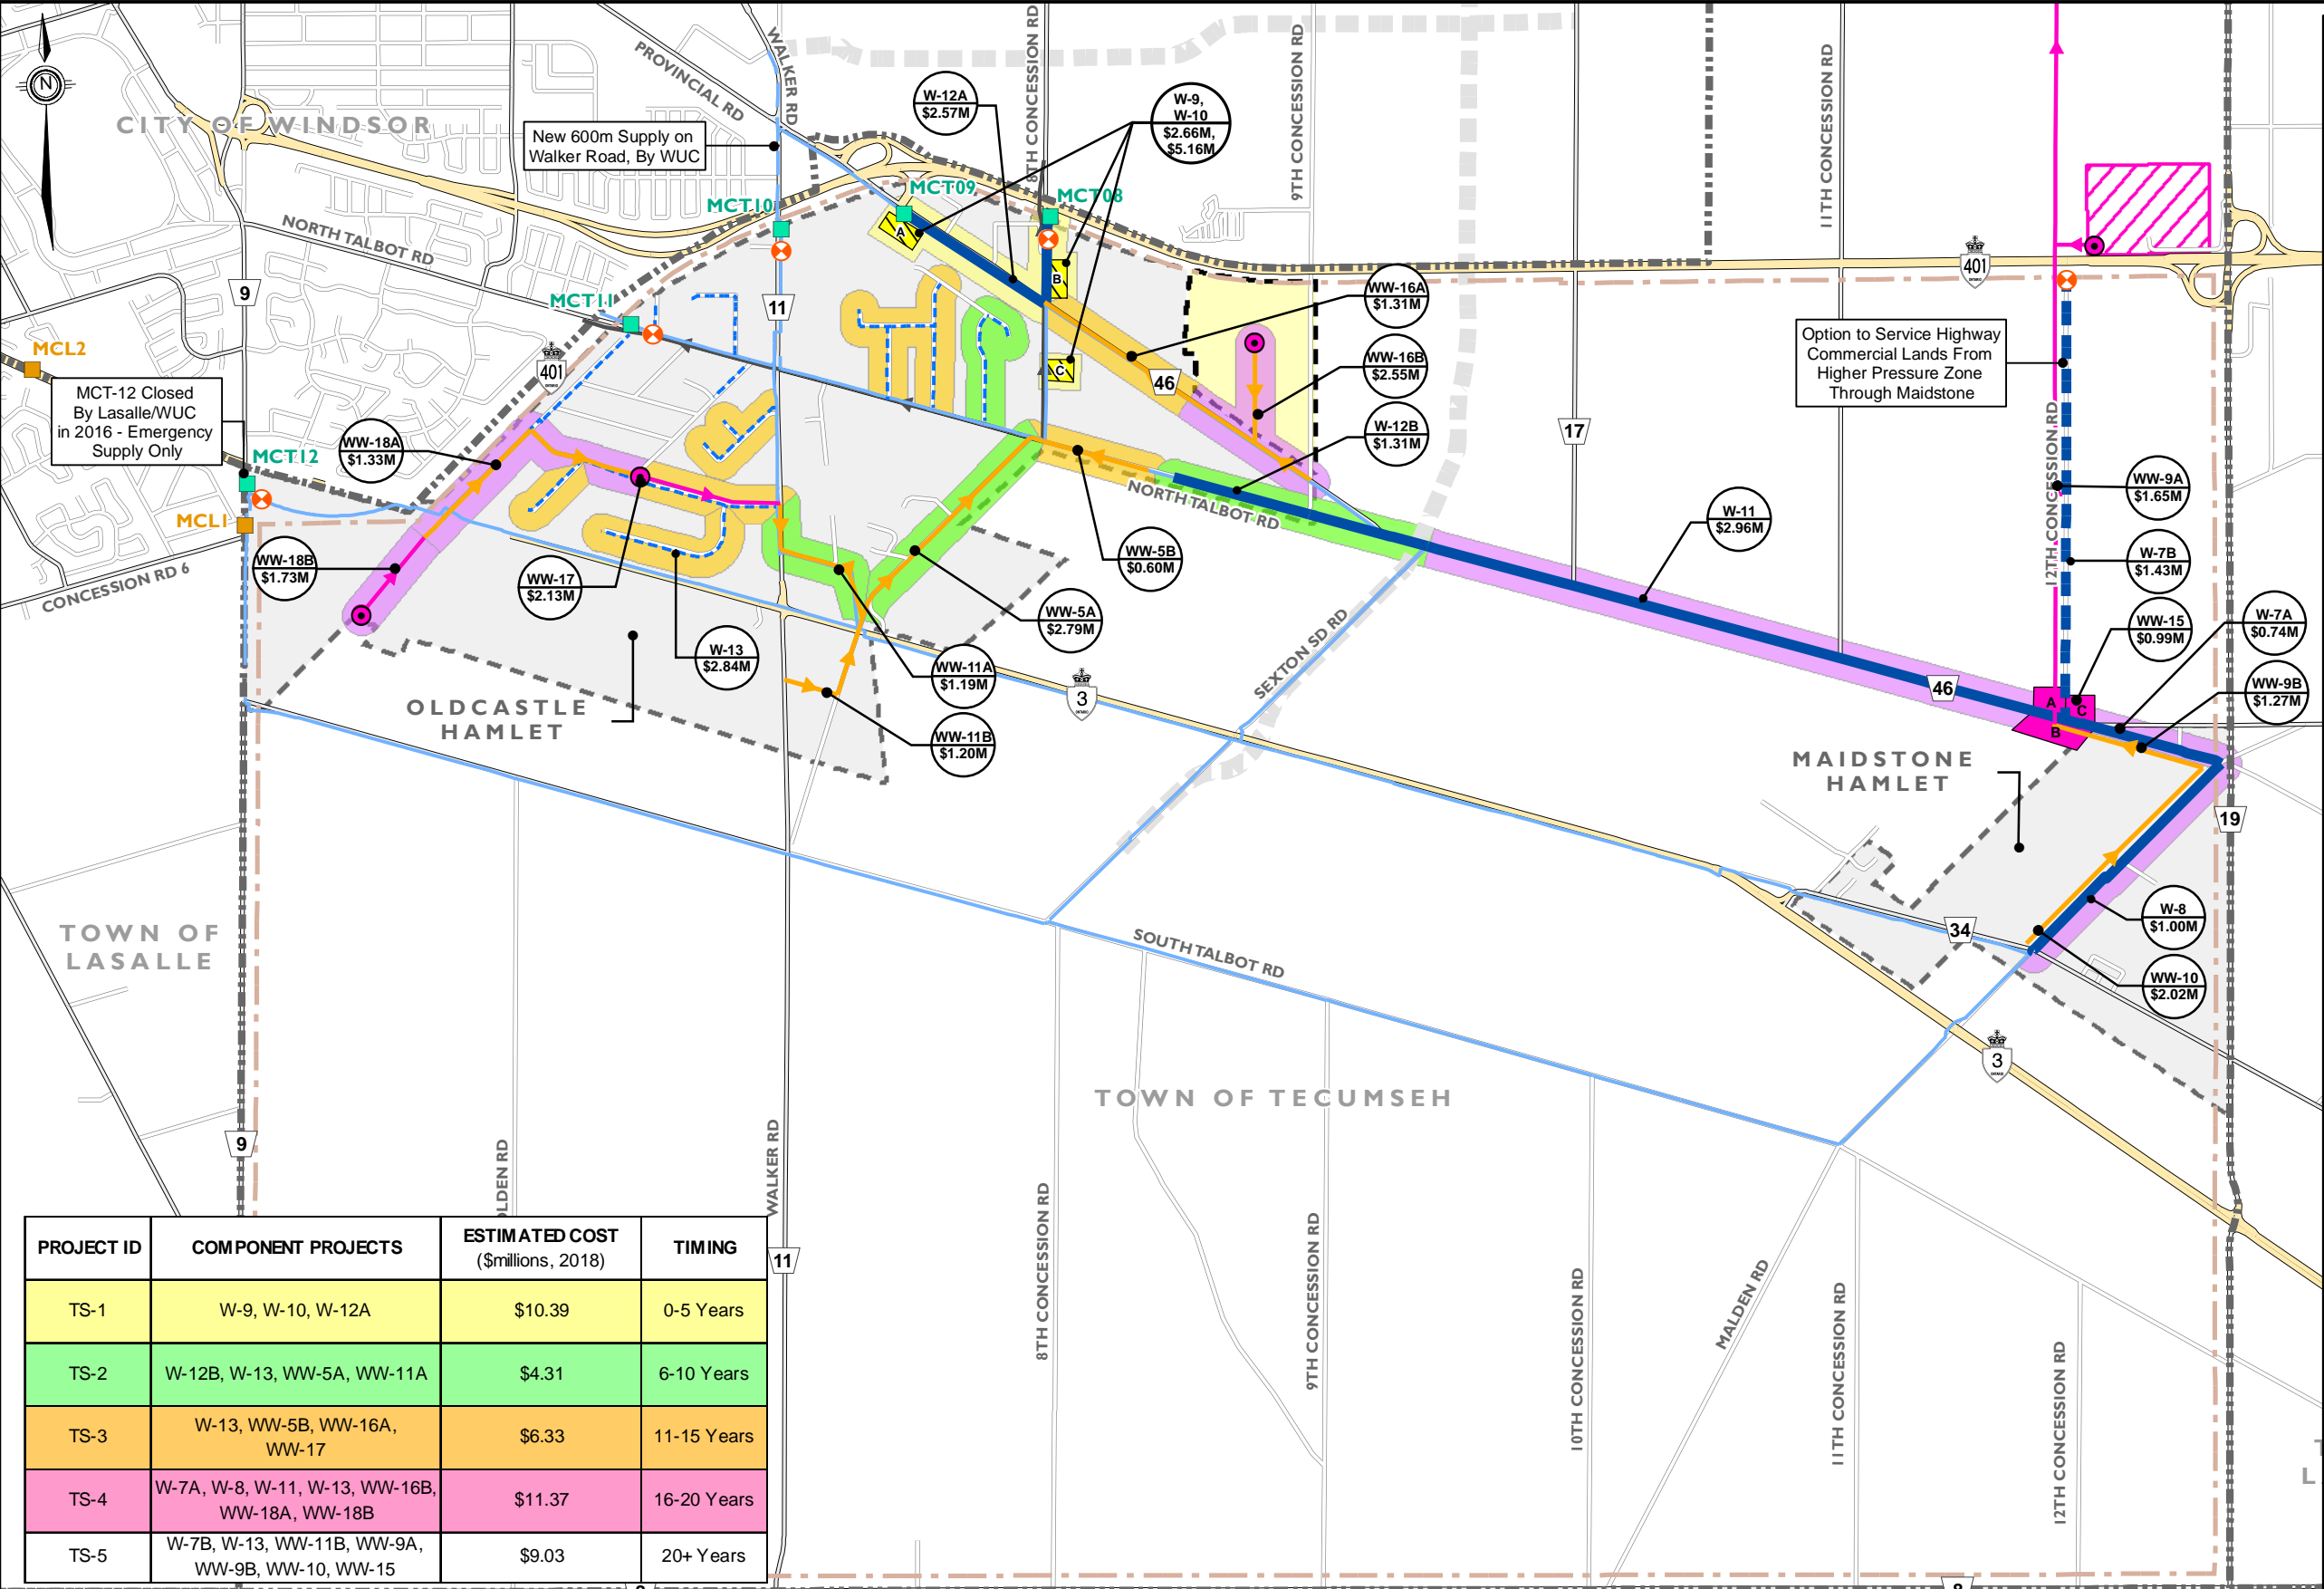 N
CITY OF WINDSOR
PROVINCIAL RD
WALKER RD
8TH CONCESSION RD
9TH CONCESSION RD
11TH CONCESSION RD
New 600m Supply on
Walker Road, By WUC
W-12A
$2.57M
W-9,
W-10
$2.66M,
$5.16M
MCT09
MCT08
MCT10
MCT11
NORTH TALBOT RD
9
11
401
ONTARIO
A
B
C
401
ONTARIO
MCL2
MCT-12 Closed
By Lasalle/WUC
in 2016 - Emergency
Supply Only
MCT12
MCL1
CONCESSION RD 6
WW-18A
$1.33M
WW-18B
$1.73M
WW-17
$2.13M
W-13
$2.84M
WW-16A
$1.31M
WW-16B
$2.55M
W-12B
$1.31M
46
17
Option to Service Highway
Commercial Lands From
Higher Pressure Zone
Through Maidstone
12TH CONCESSION RD
NORTH TALBOT RD
WW-5B
$0.60M
WW-5A
$2.79M
WW-11A
$1.19M
WW-11B
$1.20M
W-11
$2.96M
WW-9A
$1.65M
W-7B
$1.43M
WW-15
$0.99M
W-7A
$0.74M
WW-9B
$1.27M
SEXTON SD RD
3
ONTARIO
46
A
C
B
OLDCASTLE
HAMLET
MAIDSTONE
HAMLET
19
34
W-8
$1.00M
WW-10
$2.02M
3
ONTARIO
TOWN OF
LASALLE
SOUTH TALBOT RD
TOWN OF TECUMSEH
9
OLDEN RD
WALKER RD
11
8TH CONCESSION RD
9TH CONCESSION RD
10TH CONCESSION RD
MALDEN RD
11TH CONCESSION RD
12TH CONCESSION RD
L
PROJECT ID COMPONENT PROJECTS ESTIMATED COST ($millions, 2018) TIMING
TS-1 W-9, W-10, W-12A $10.39 0-5 Years
TS-2 W-12B, W-13, WW-5A, WW-11A $4.31 6-10 Years
TS-3 W-13, WW-5B, WW-16A, WW-17 $6.33 11-15 Years
TS-4 W-7A, W-8, W-11, W-13, WW-16B, WW-18A, WW-18B $11.37 16-20 Years
TS-5 W-7B, W-13, WW-11B, WW-9A, WW-9B, WW-10, WW-15 $9.03 20+ Years